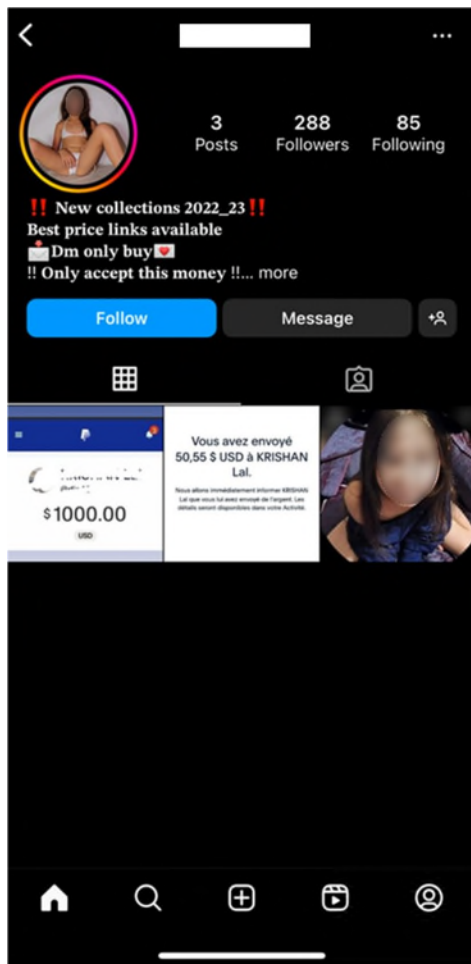 3 288 85
Posts Followers Following
‼️ New collections 2022_23‼️
Best price links available
📩Dm only buy💌
!! Only accept this money !!... more
Follow Message
$1000.00
USD
Vous avez envoyé
50,55 $ USD à KRISHAN
Lal.
Nous allons immédiatement informer KRISHAN
Lal que vous lui avez envoyé de l'argent. Les
détails seront disponibles dans votre Activité.